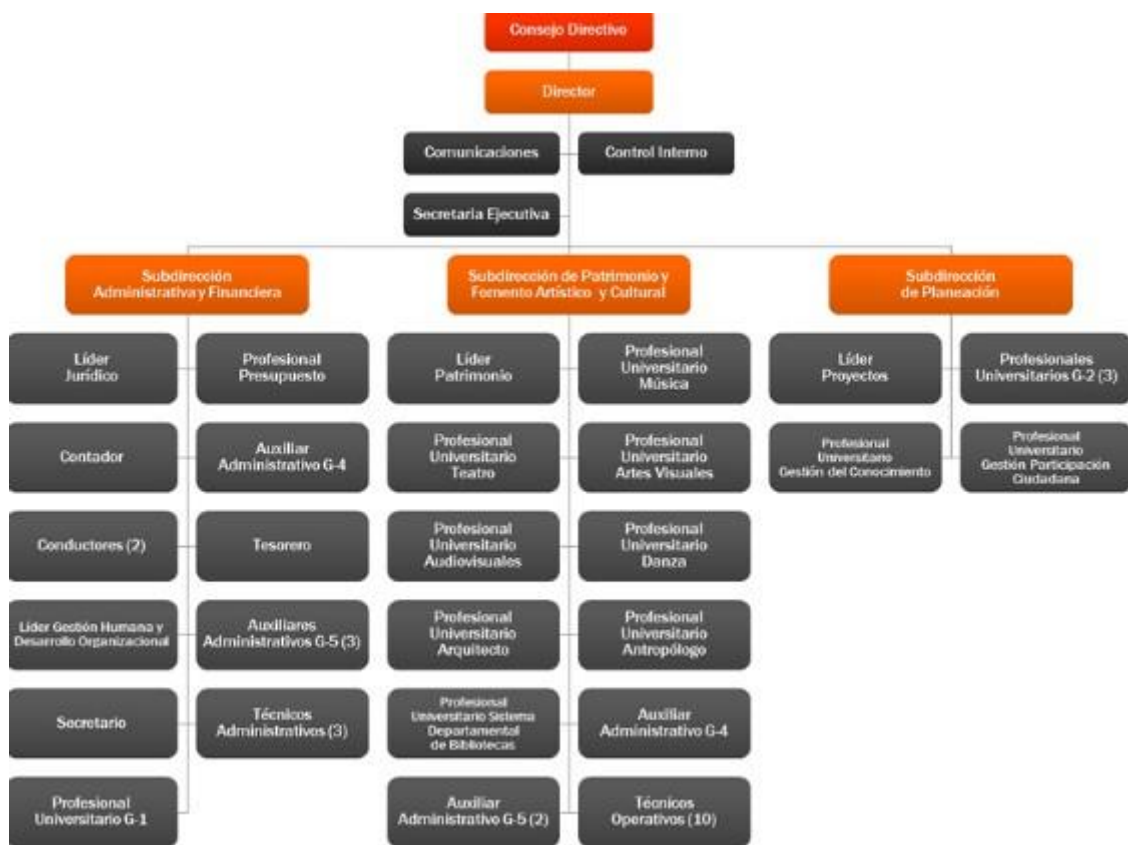 Consejo Directivo
Director
Comunicaciones
Control Interno
Secretaria Ejecutiva
Subdirección
Administrativa y Financiera
Subdirección de Patrimonio y
Fomento Artístico y Cultural
Subdirección
de Planeación
Líder
Jurídico
Profesional
Presupuesto
Contador
Auxiliar
Administrativo G-4
Conductores (2)
Tesorero
Líder Gestión Humana y
Desarrollo Organizacional
Auxiliares
Administrativos G-5 (3)
Secretario
Técnicos
Administrativos (3)
Profesional
Universitario G-1
Líder
Patrimonio
Profesional
Universitario
Música
Profesional
Universitario
Teatro
Profesional
Universitario
Artes Visuales
Profesional
Universitario
Audiovisuales
Profesional
Universitario
Danza
Profesional
Universitario
Arquitecto
Profesional
Universitario
Antropólogo
Profesional
Universitario Sistema
Departamental
de Bibliotecas
Auxiliar
Administrativo G-4
Auxiliar
Administrativo G-5 (2)
Técnicos
Operativos (10)
Líder
Proyectos
Profesionales
Universitarios G-2 (3)
Profesional
Universitario
Gestión del Conocimiento
Profesional
Universitario
Gestión Participación
Ciudadana